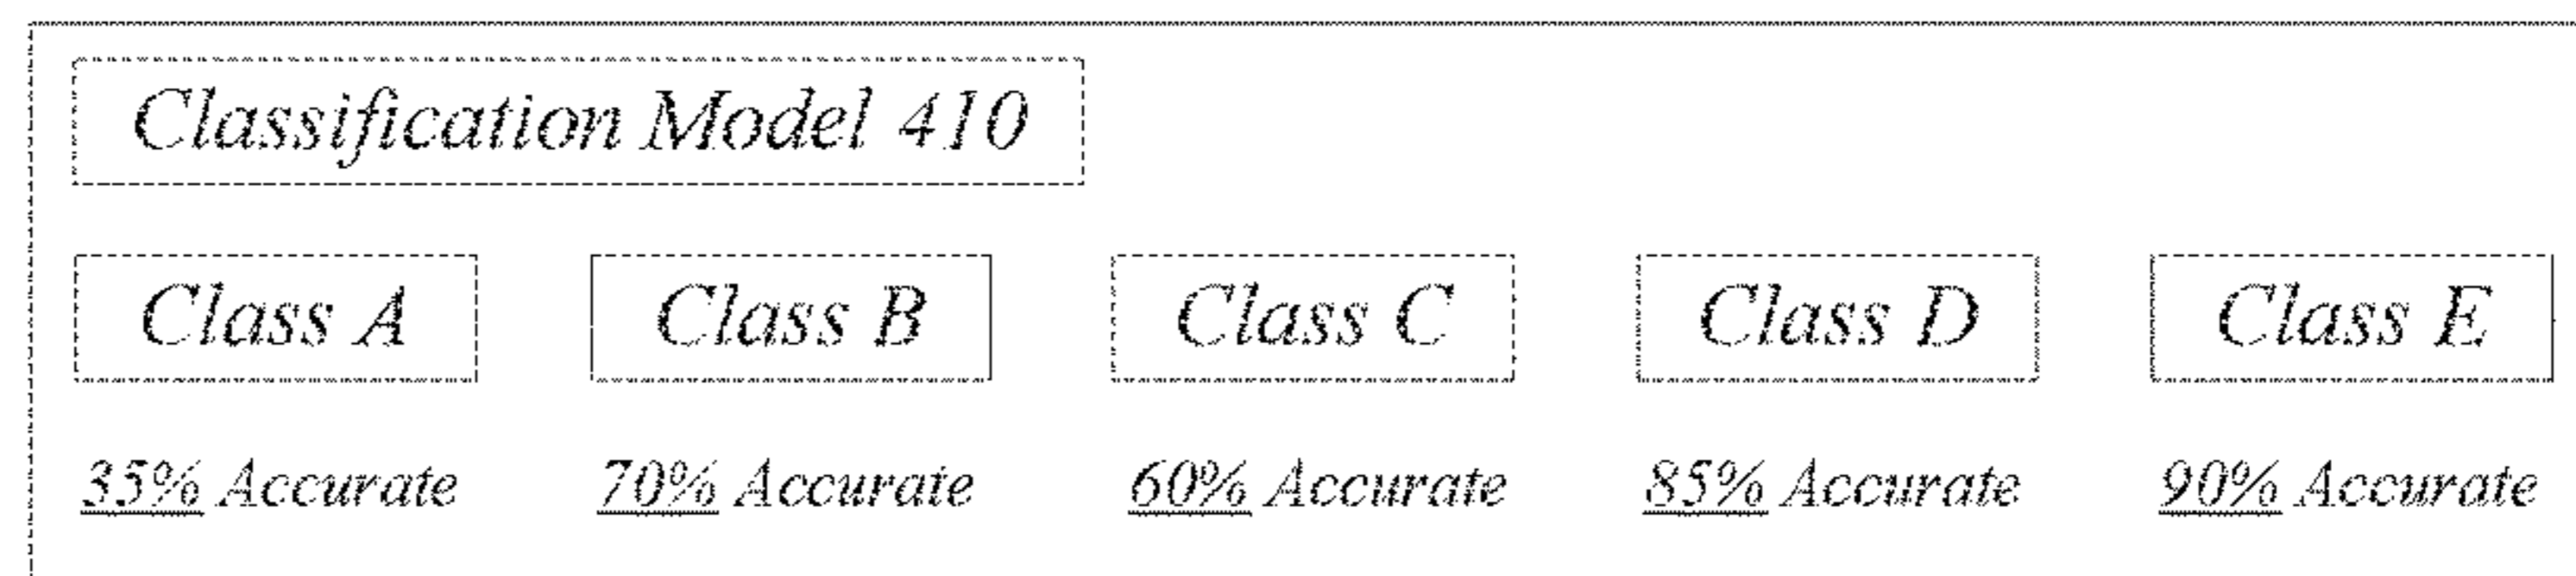 Classification Model 410
Class A Class B Class C Class D Class E
35% Accurate 70% Accurate 60% Accurate 85% Accurate 90% Accurate